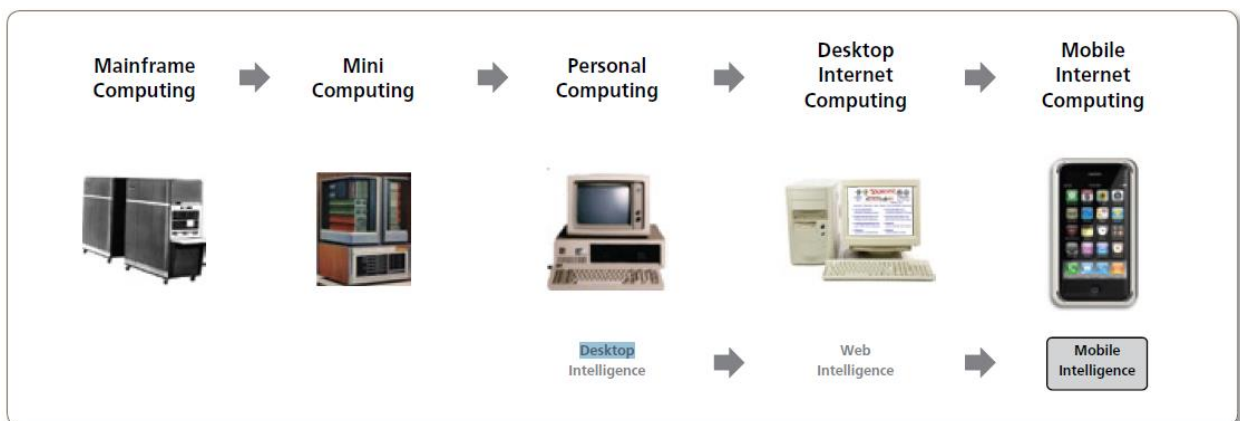 Mainframe
Computing
Mini
Computing
Personal
Computing
Desktop
Internet
Computing
Mobile
Internet
Computing
Desktop
Intelligence
Web
Intelligence
Mobile
Intelligence